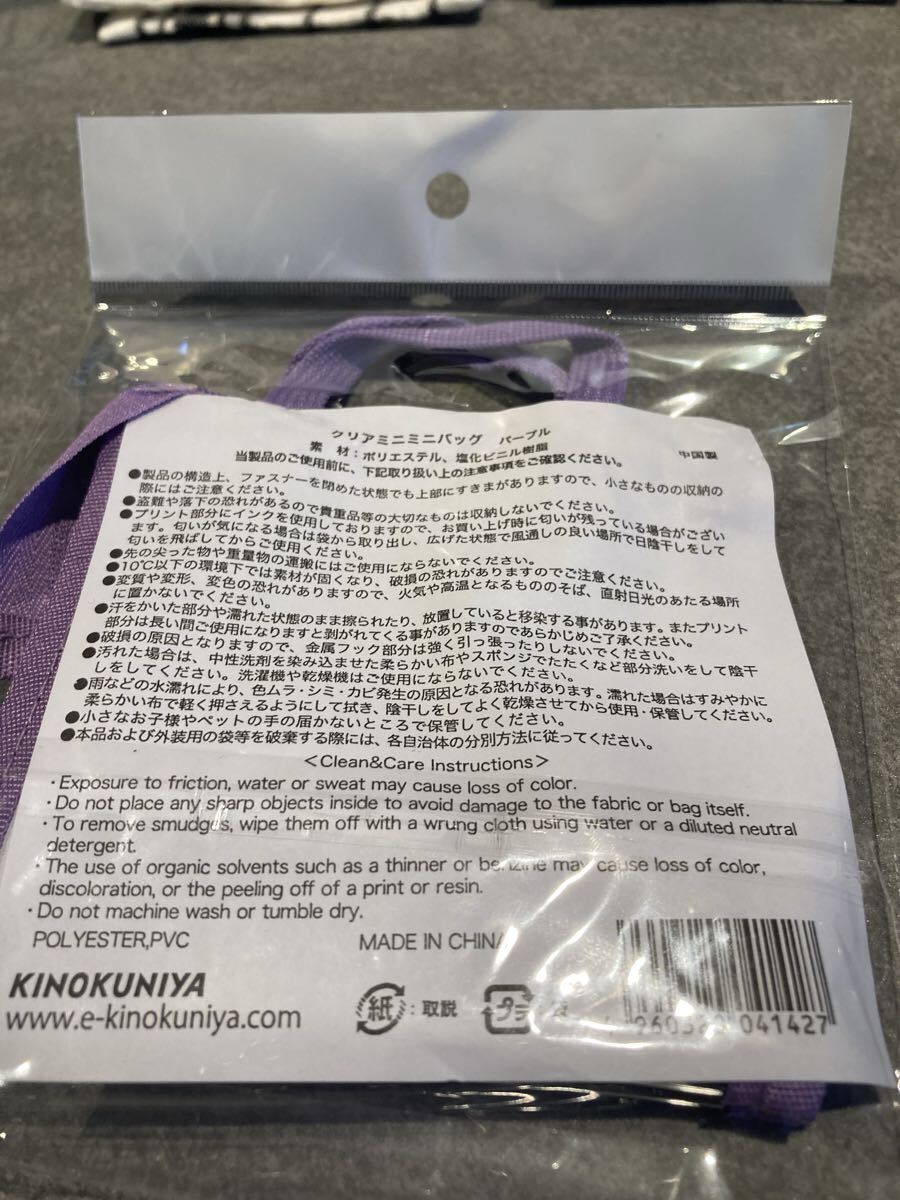 クリアミニミニバッグ パープル
素 材：ポリエステル、塩化ビニル樹脂 中国製
当製品のご使用前に、下記取り扱い上の注意事項をご確認ください。
●製品の構造上、ファスナーを閉めた状態でも上部にすきまがありますので、小さなものの収納の
際にはご注意ください。
●盗難や落下の恐れがあるので貴重品等の大切なものは収納しないでください。
●プリント部分にインクを使用しておりますので、お買い上げ時に匂いが残っている場合がござい
ます。匂いが気になる場合は袋から取り出し、広げた状態で風通しの良い場所で日陰干しをして
匂いを飛ばしてからご使用ください。
●先の尖った物や重量物の運搬にはご使用にならないでください。
●10℃以下の環境下では素材が固くなり、破損の恐れがありますのでご注意ください。
●変質や変形、変色の恐れがありますので、火気や高温となるもののそば、直射日光のあたる場所
に置かないでください。
●汗をかいた部分や濡れた状態のまま擦られたり、放置していると移染する事があります。またプリント
部分は長い間ご使用になりますと剥がれてくる事がありますのであらかじめご了承ください。
●破損の原因となりますので、金属フック部分は強く引っ張ったりしないでください。
●汚れた場合は、中性洗剤を染み込ませた柔らかい布やスポンジでたたくなど部分洗いをして陰干
しをしてください。洗濯機や乾燥機はご使用にならないでください。
●雨などの水濡れにより、色ムラ・シミ・カビ発生の原因となる恐れがあります。濡れた場合はすみやかに
柔らかい布で軽く押さえるようにして拭き、陰干しをしてよく乾燥させてから使用・保管してください。
●小さなお子様やペットの手の届かないところで保管してください。
●本品および外装用の袋等を破棄する際には、各自治体の分別方法に従ってください。
＜Clean&Care Instructions＞
・Exposure to friction, water or sweat may cause loss of color.
・Do not place any sharp objects inside to avoid damage to the fabric or bag itself.
・To remove smudges, wipe them off with a wrung cloth using water or a diluted neutral
detergent.
・The use of organic solvents such as a thinner or benzine may cause loss of color,
discoloration, or the peeling off of a print or resin.
・Do not machine wash or tumble dry.
POLYESTER,PVC MADE IN CHINA
KINOKUNIYA
www.e-kinokuniya.com
紙：取説 プラ
041427